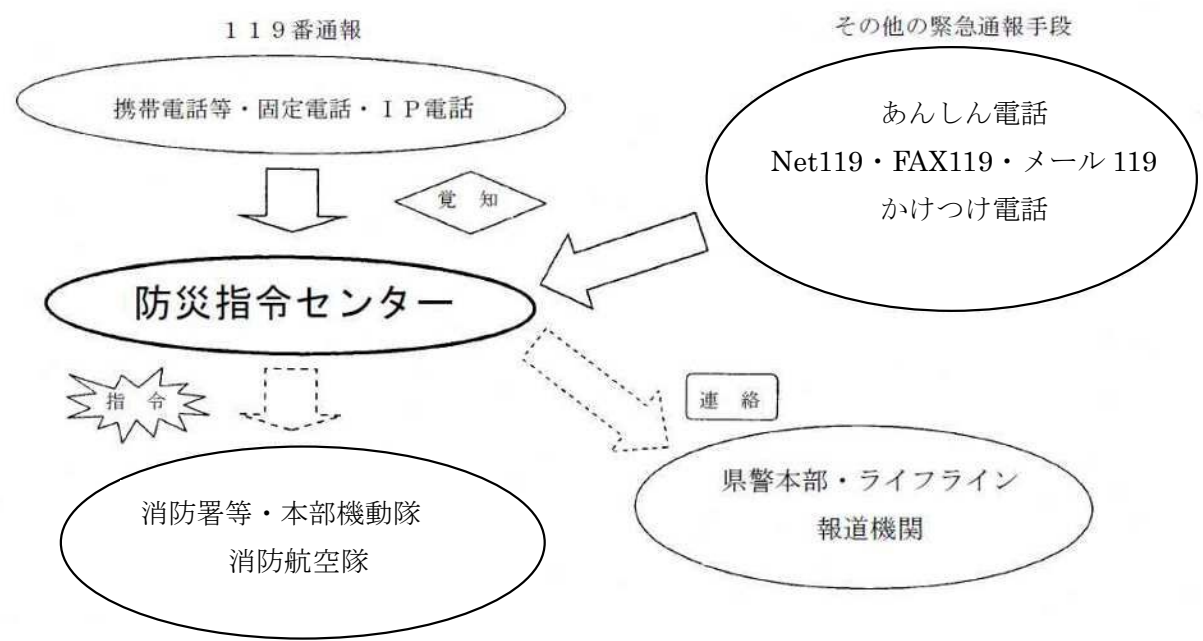 119番通報
携帯電話等・固定電話・IP電話
その他の緊急通報手段
あんしん電話
Net119・FAX119・メール119
かけつけ電話
覚 知
防災指令センター
指 令
連 絡
消防署等・本部機動隊
消防航空隊
県警本部・ライフライン
報道機関